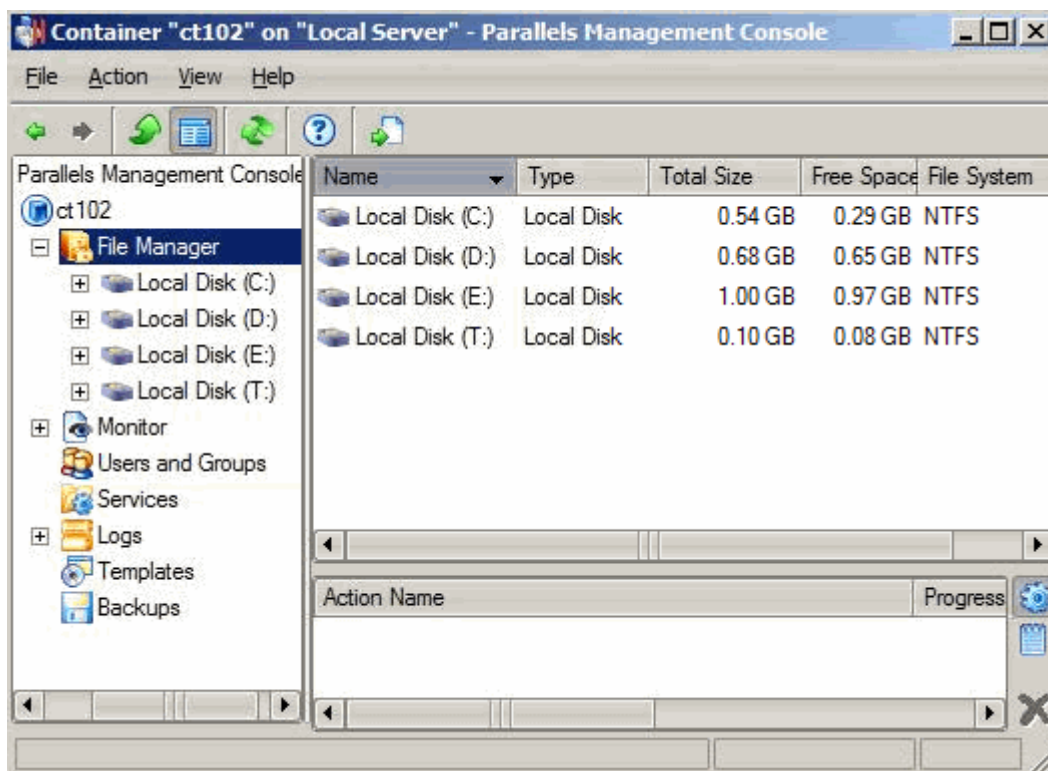 Container "ct102" on "Local Server" - Parallels Management Console
File Action View Help
Parallels Management Console
ct102
File Manager
Local Disk (C:)
Local Disk (D:)
Local Disk (E:)
Local Disk (T:)
Monitor
Users and Groups
Services
Logs
Templates
Backups
Name Type Total Size Free Space File System
Local Disk (C:) Local Disk 0.54 GB 0.29 GB NTFS
Local Disk (D:) Local Disk 0.68 GB 0.65 GB NTFS
Local Disk (E:) Local Disk 1.00 GB 0.97 GB NTFS
Local Disk (T:) Local Disk 0.10 GB 0.08 GB NTFS
Action Name Progress